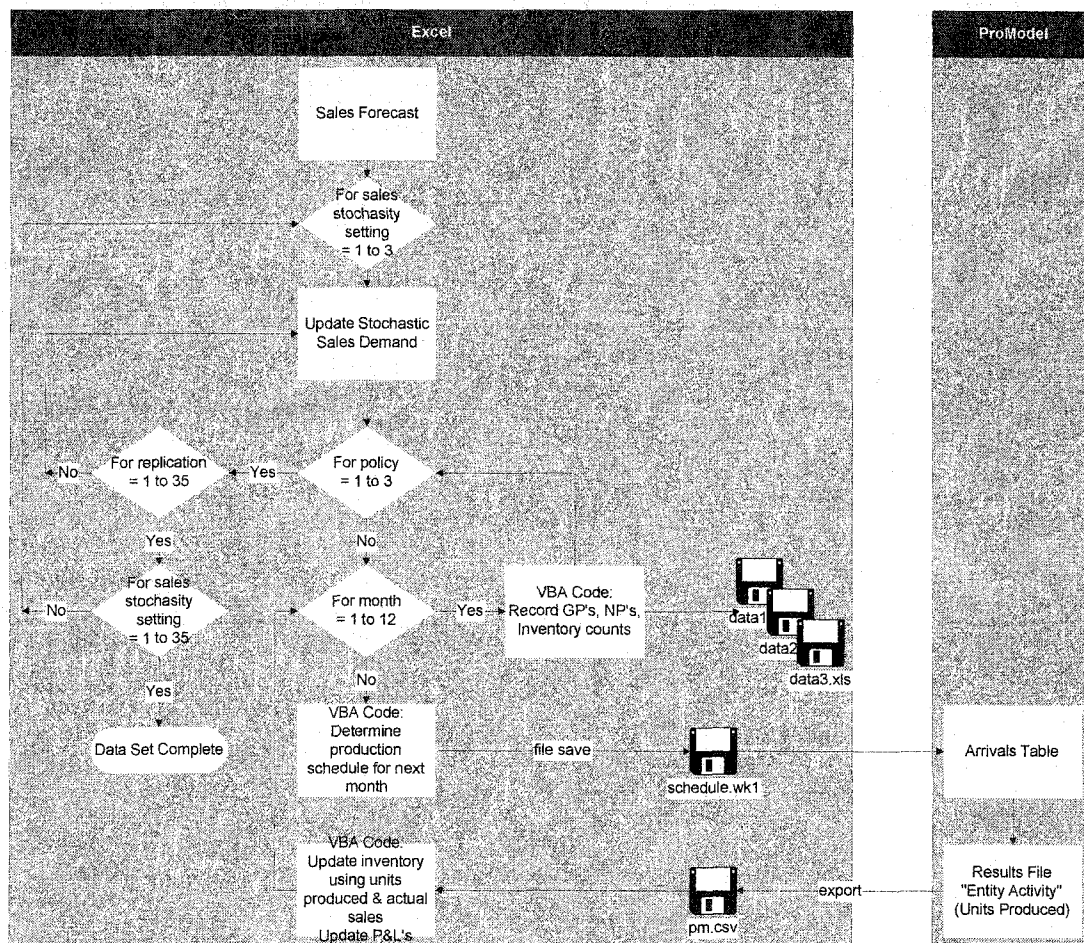 Excel
ProModel
Sales Forecast
For sales
stochasity
setting
= 1 to 3
Update Stochastic
Sales Demand
No
For replication
= 1 to 35
Yes
For policy
= 1 to 3
Yes
No
No
For sales
stochasity
setting
= 1 to 35
For month
= 1 to 12
Yes
VBA Code:
Record GP's, NP's,
Inventory counts
data1
data2
data3.xls
Yes
No
Data Set Complete
VBA Code:
Determine
production
schedule for next
month
file save
schedule.wk1
Arrivals Table
VBA Code:
Update inventory
using units
produced & actual
sales
Update P&L's
pm.csv
export
Results File
"Entity Activity"
(Units Produced)